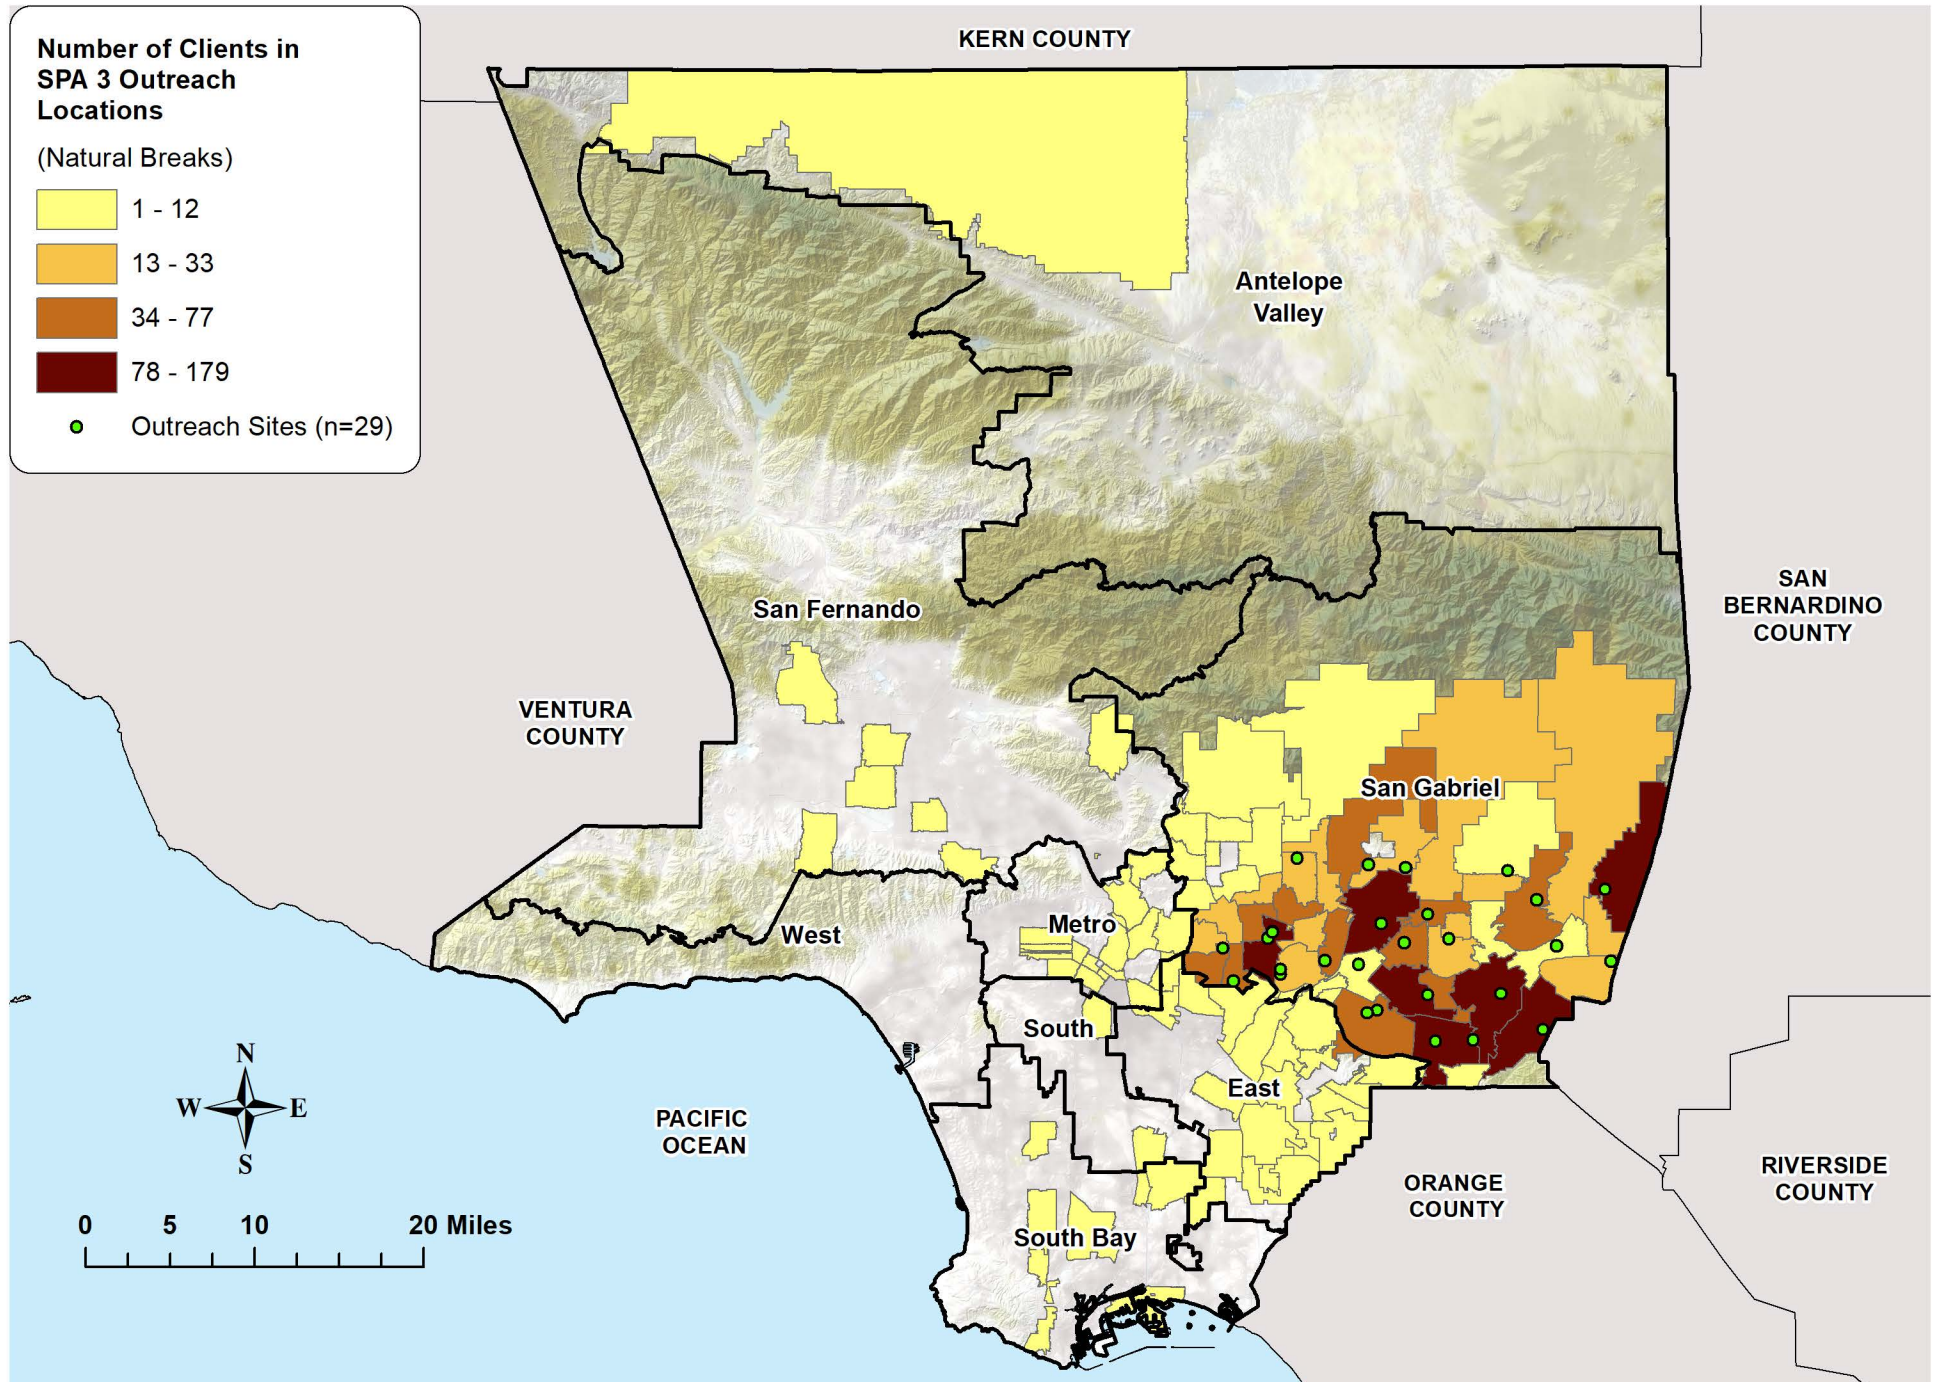 Number of Clients in
SPA 3 Outreach
Locations
(Natural Breaks)
1 - 12
13 - 33
34 - 77
78 - 179
Outreach Sites (n=29)
KERN COUNTY
Antelope
Valley
San Fernando
SAN
BERNARDINO
COUNTY
VENTURA
COUNTY
San Gabriel
Metro
West
South
East
PACIFIC
OCEAN
South Bay
ORANGE
COUNTY
RIVERSIDE
COUNTY
N
W E
S
0 5 10 20 Miles